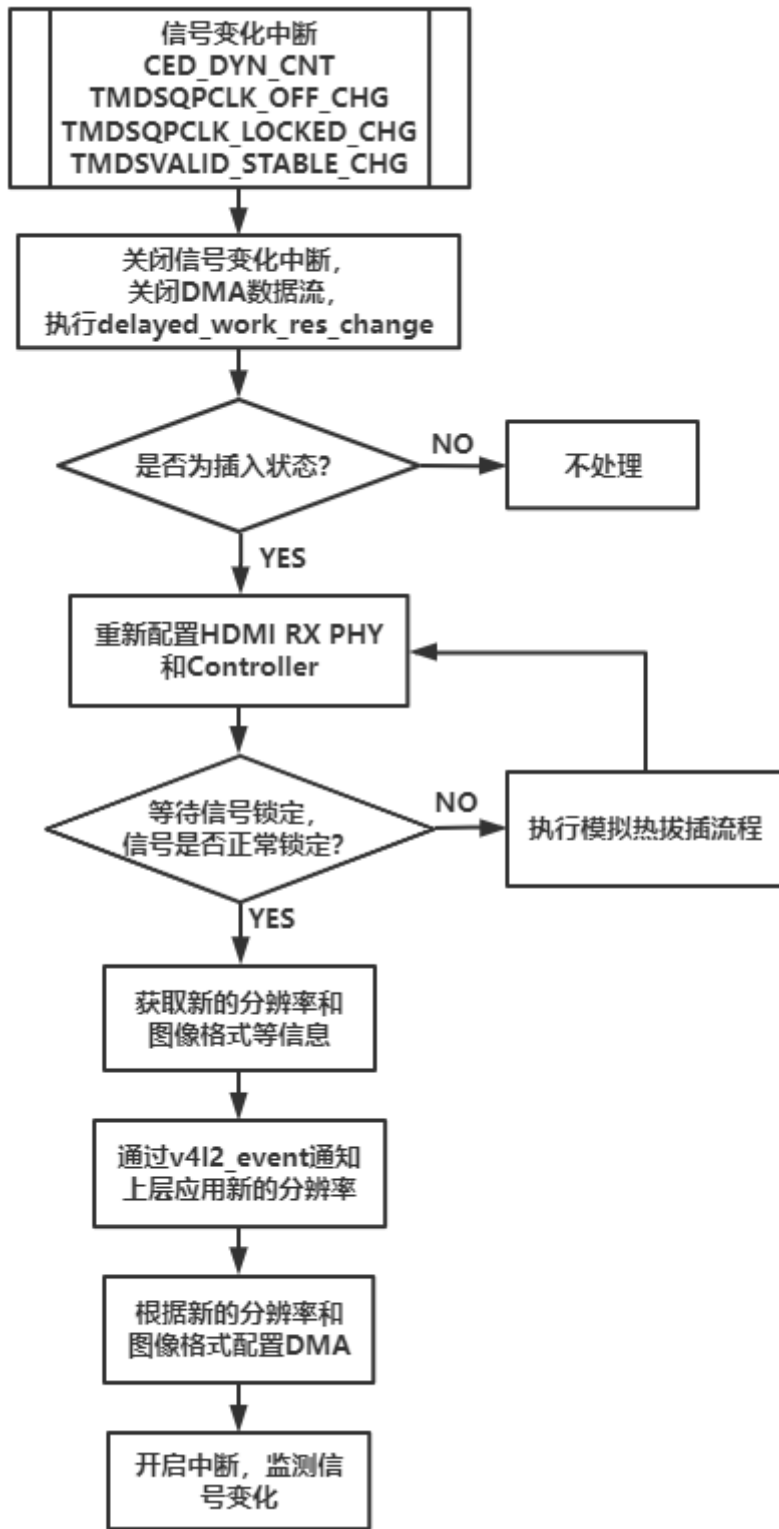 信号变化中断
CED_DYN_CNT
TMDSQPCLK_OFF_CHG
TMDSQPCLK_LOCKED_CHG
TMDSVALID_STABLE_CHG
关闭信号变化中断，
关闭DMA数据流，
执行delayed_work_res_change
是否为插入状态?
NO
不处理
YES
重新配置HDMI RX PHY
和Controller
等待信号锁定，
信号是否正常锁定?
NO
执行模拟热拔插流程
YES
获取新的分辨率和
图像格式等信息
通过v4l2_event通知
上层应用新的分辨率
根据新的分辨率和
图像格式配置DMA
开启中断，监测信
号变化